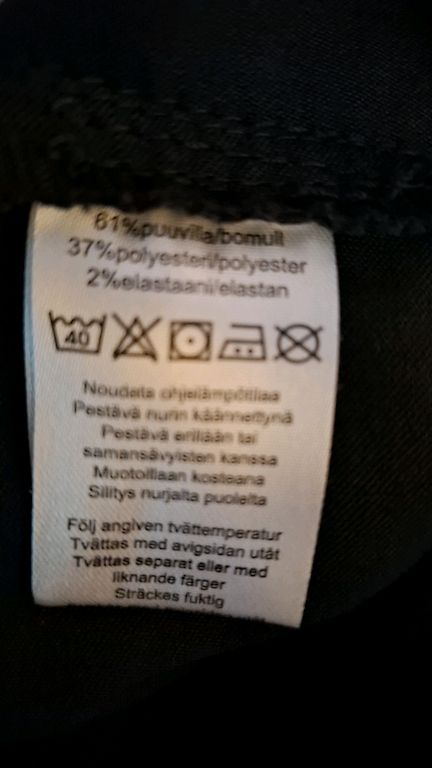 61%puuvilla/bomull
37%polyesteri/polyester
2%elastaani/elastan
40
Noudata ohjelämpötilaa
Pestävä nurin käännettynä
Pestävä erillään tai
samansävyisten kanssa
Muotoillaan kosteana
Silitys nurjalta puolelta
Följ angiven tvättemperatur
Tvättas med avigsidan utåt
Tvättas separat eller med
liknande färger
Sträckes fuktig